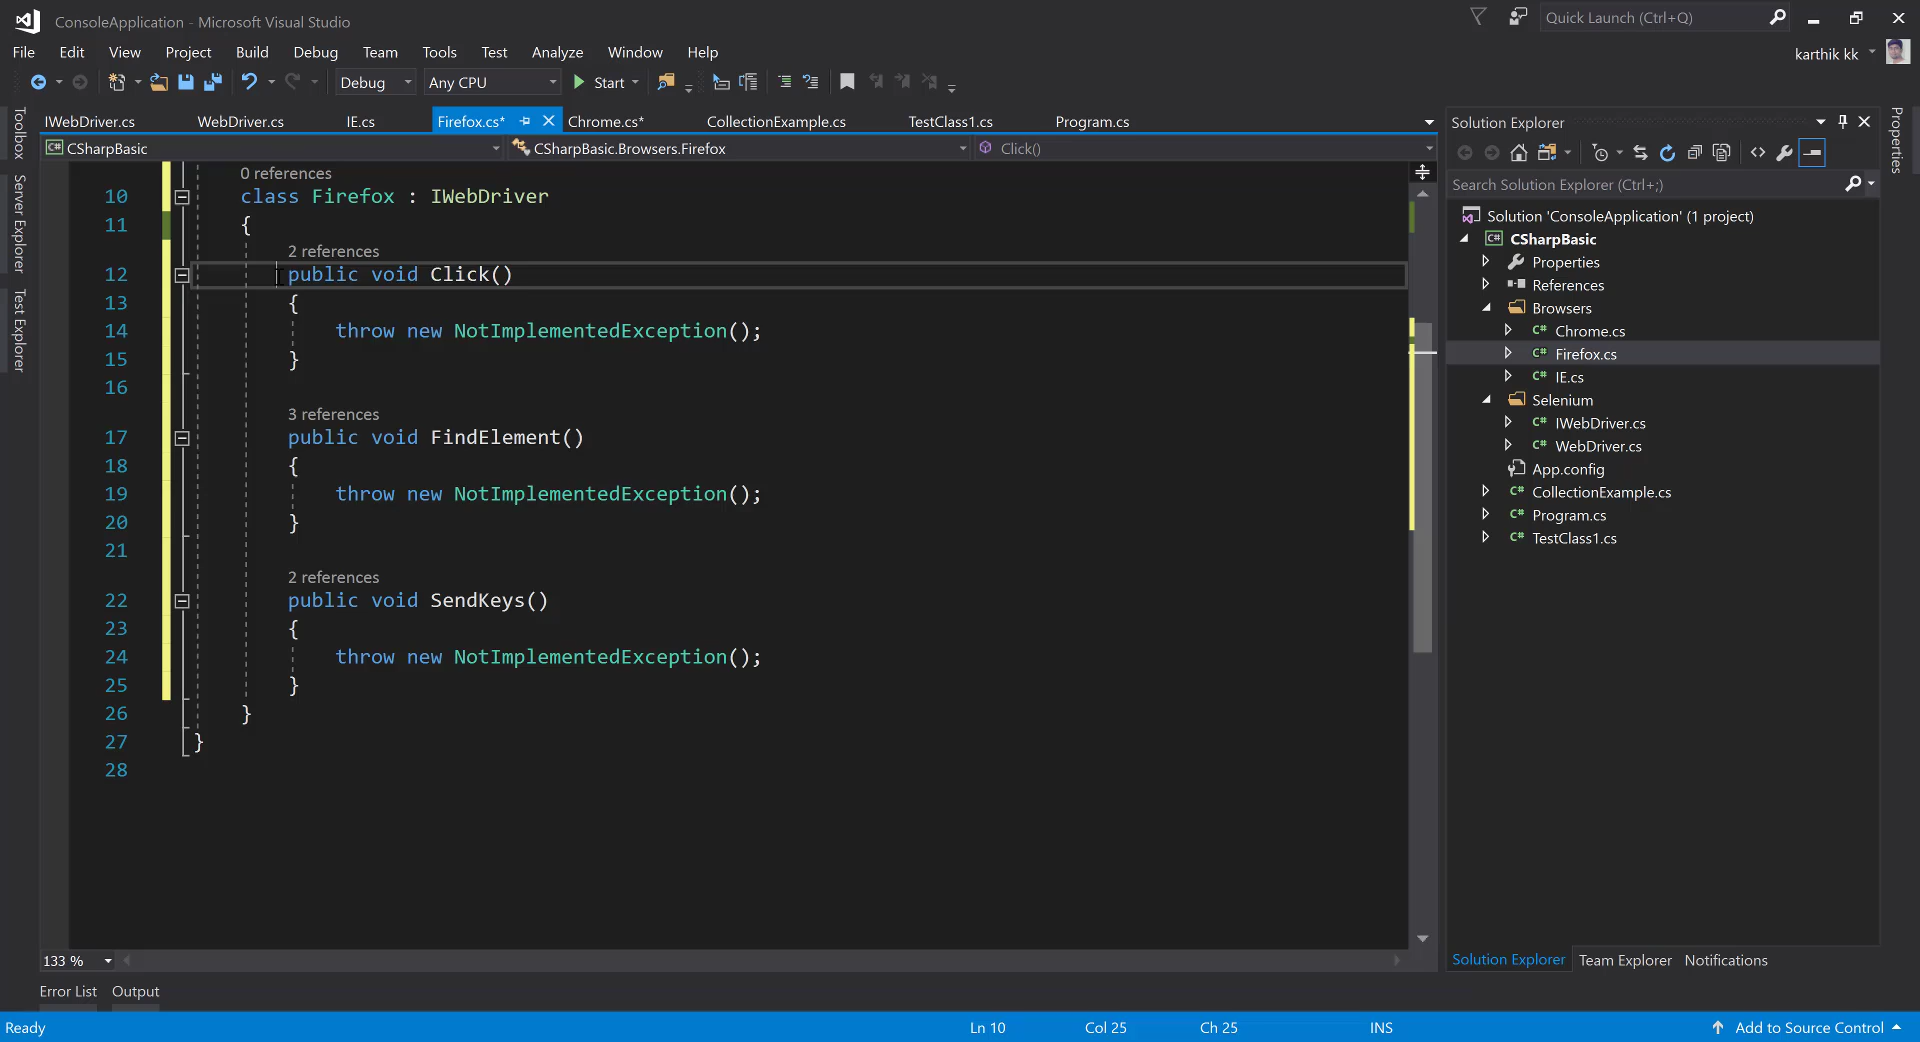 ConsoleApplication - Microsoft Visual Studio
Quick Launch (Ctrl+Q)
File Edit View Project Build Debug Team Tools Test Analyze Window Help
karthik kk
Debug Any CPU Start
IWebDriver.cs WebDriver.cs IE.cs Firefox.cs* Chrome.cs* CollectionExample.cs TestClass1.cs Program.cs
CSharpBasic CSharpBasic.Browsers.Firefox Click()
Toolbox
Server Explorer
Test Explorer
0 references
10 class Firefox : IWebDriver
11 {
2 references
12 public void Click()
13 {
14 throw new NotImplementedException();
15 }
16
3 references
17 public void FindElement()
18 {
19 throw new NotImplementedException();
20 }
21
2 references
22 public void SendKeys()
23 {
24 throw new NotImplementedException();
25 }
26 }
27 }
28
133 %
Solution Explorer
Search Solution Explorer (Ctrl+;)
Solution 'ConsoleApplication' (1 project)
C# CSharpBasic
Properties
References
Browsers
C# Chrome.cs
C# Firefox.cs
C# IE.cs
Selenium
C# IWebDriver.cs
C# WebDriver.cs
App.config
C# CollectionExample.cs
C# Program.cs
C# TestClass1.cs
Solution Explorer Team Explorer Notifications
Properties
Error List Output
Ready Ln 10 Col 25 Ch 25 INS Add to Source Control